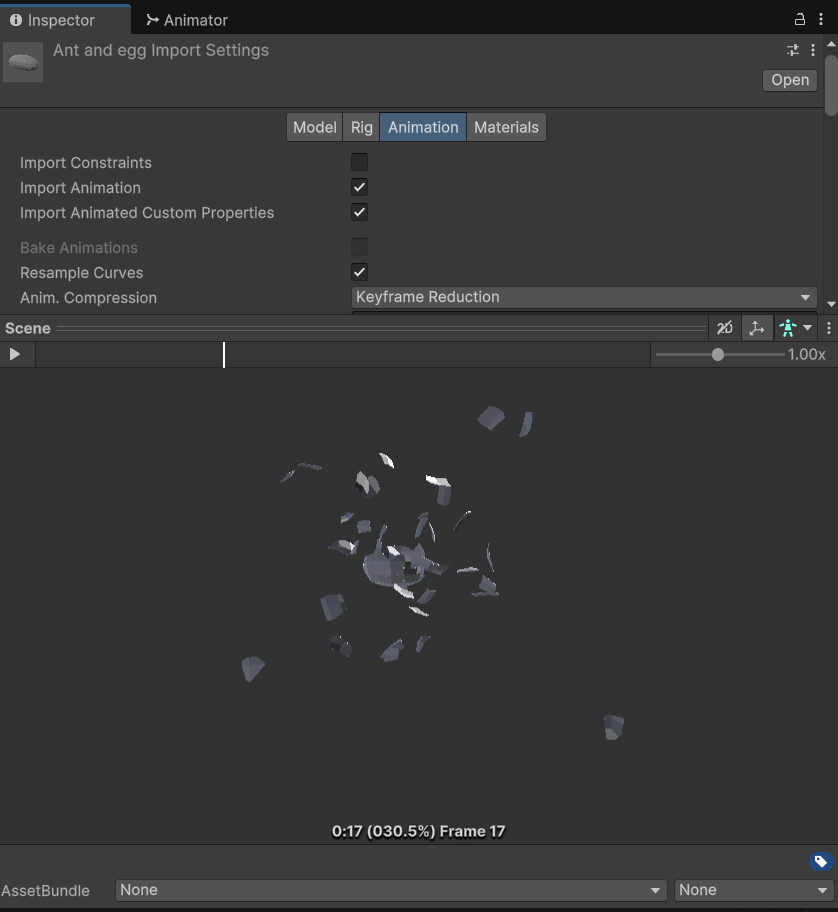 Inspector
Animator
Ant and egg Import Settings
Open
Model Rig Animation Materials
Import Constraints
Import Animation
Import Animated Custom Properties
Bake Animations
Resample Curves
Anim. Compression Keyframe Reduction
Scene 2D
1.00x
0:17 (030.5%) Frame 17
AssetBundle None None